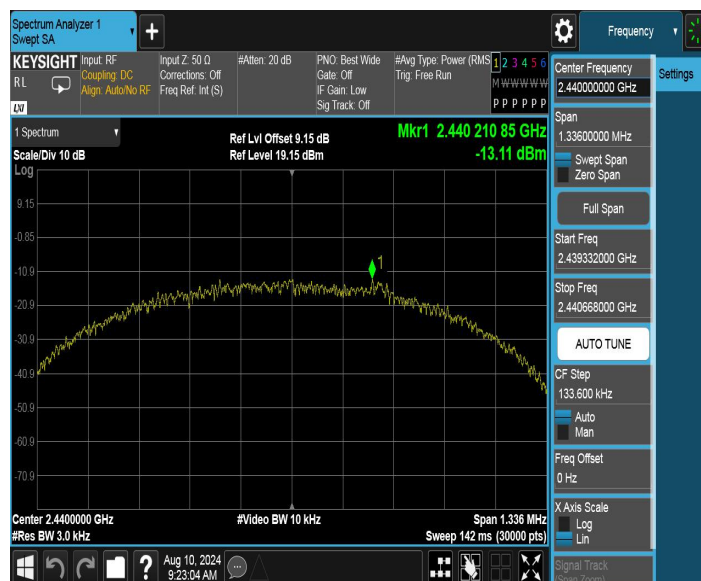 Spectrum Analyzer 1
Swept SA
+
Frequency
KEYSIGHT
R L
LXI
Input: RF
Coupling: DC
Align: Auto/No RF
Input Z: 50 Ω
Corrections: Off
Freq Ref: Int (S)
#Atten: 20 dB
PNO: Best Wide
Gate: Off
IF Gain: Low
Sig Track: Off
#Avg Type: Power (RMS
Trig: Free Run
1 2 3 4 5 6
M W W W W W
P P P P P P
1 Spectrum
Scale/Div 10 dB
Log
Ref Lvl Offset 9.15 dB
Ref Level 19.15 dBm
Mkr1 2.440 210 85 GHz
-13.11 dBm
9.15
-0.85
-10.9
-20.9
-30.9
-40.9
-50.9
-60.9
-70.9
1
Center 2.4400000 GHz
#Res BW 3.0 kHz
#Video BW 10 kHz
Span 1.336 MHz
Sweep 142 ms (30000 pts)
Aug 10, 2024
9:23:04 AM
?
Center Frequency
2.440000000 GHz
Span
1.33600000 MHz
Swept Span
Zero Span
Full Span
Start Freq
2.439332000 GHz
Stop Freq
2.440668000 GHz
AUTO TUNE
CF Step
133.600 kHz
Auto
Man
Freq Offset
0 Hz
X Axis Scale
Log
Lin
Signal Track
(Span Zoom)
Settings